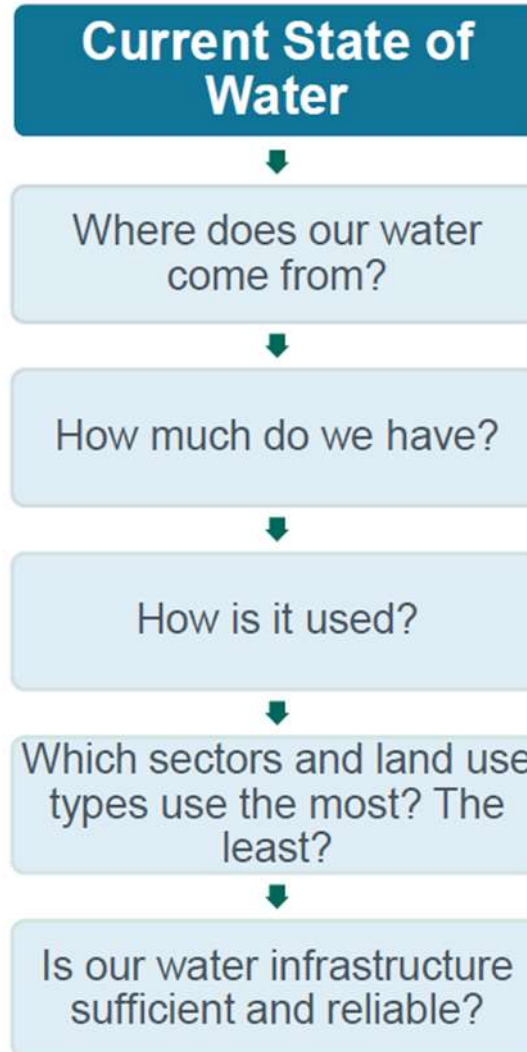 Current State of
Water
Where does our water
come from?
How much do we have?
How is it used?
Which sectors and land use
types use the most? The
least?
Is our water infrastructure
sufficient and reliable?